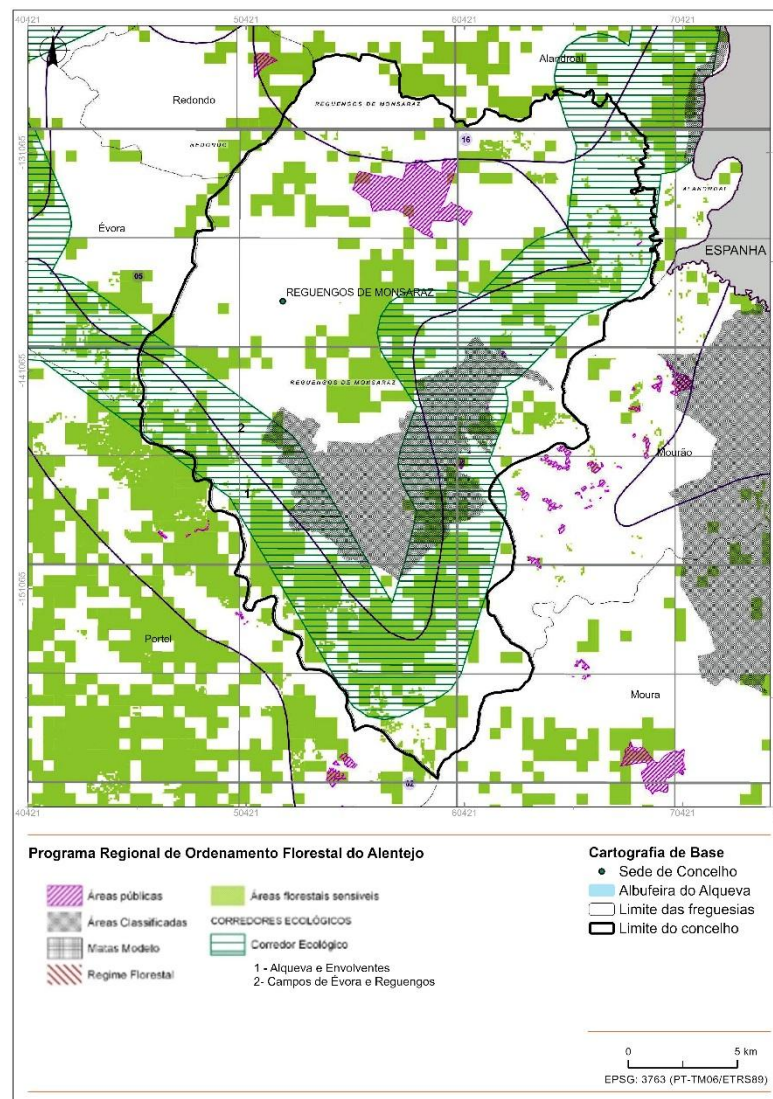 40421
50421
60421
70421
N
Alandroal
Redondo
REGUENGOS DE MONSARAZ
16
-131065
REDONDO
ALANDROAL
Évora
ESPANHA
05
REGUENGOS DE MONSARAZ
-141065
REGUENGOS DE MONSARAZ
2
Mourão
1
-151065
Portel
Moura
02
40421
50421
60421
70421
Programa Regional de Ordenamento Florestal do Alentejo
Áreas públicas
Áreas Classificadas
Matas Modelo
Regime Florestal
Áreas florestais sensíveis
CORREDORES ECOLÓGICOS
Corredor Ecológico
1 - Alqueva e Envolventes
2- Campos de Évora e Reguengos
Cartografia de Base
Sede de Concelho
Albufeira do Alqueva
Limite das freguesias
Limite do concelho
0 5 km
EPSG: 3763 (PT-TM06/ETRS89)